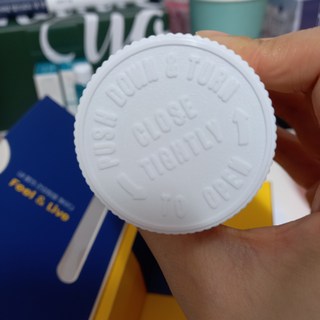 PUSH DOWN & TURN
CLOSE
TIGHTLY
TO OPEN
Feel & Live